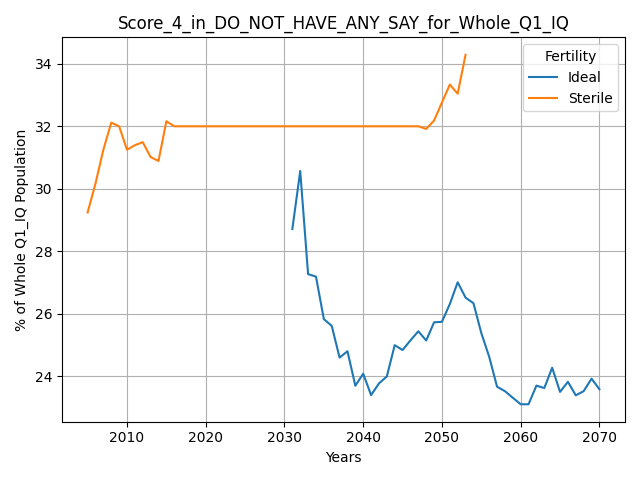 Score_4_in_DO_NOT_HAVE_ANY_SAY_for_Whole_Q1_IQ
Fertility
Ideal
Sterile
% of Whole Q1_IQ Population
34
32
30
28
26
24
2010 2020 2030 2040 2050 2060 2070
Years